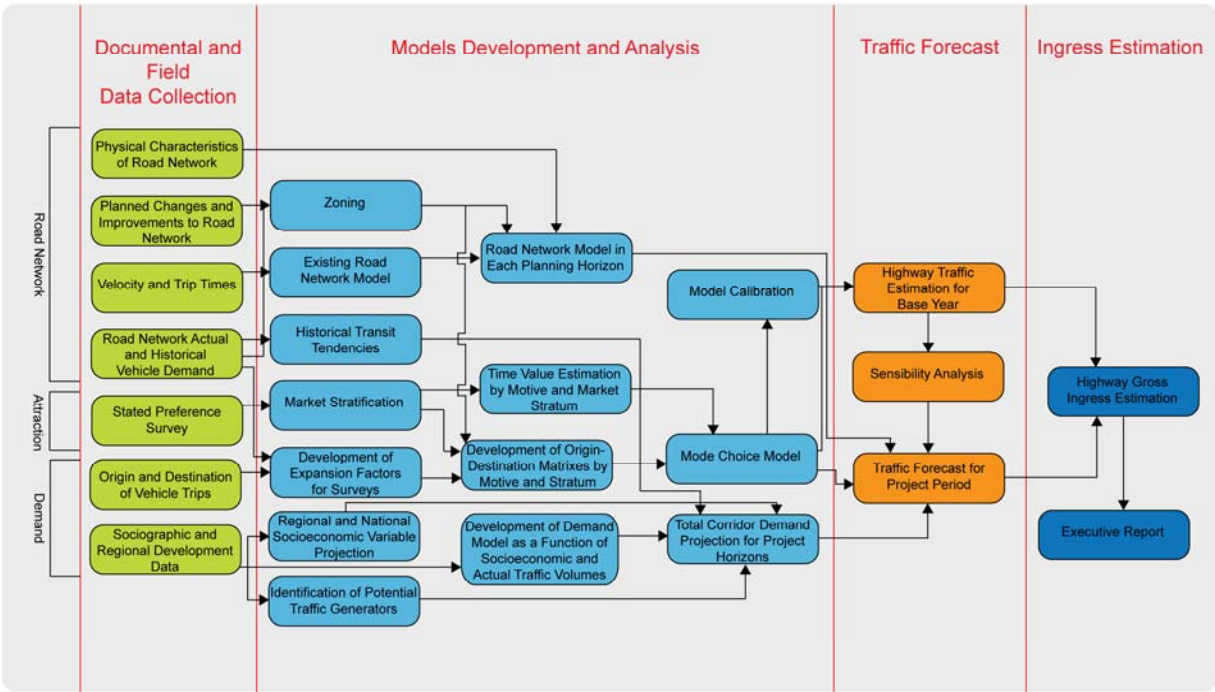 Documental and
Field
Data Collection
Models Development and Analysis
Traffic Forecast
Ingress Estimation
Road Network
Attraction
Demand
Physical Characteristics
of Road Network
Planned Changes and
Improvements to Road
Network
Velocity and Trip Times
Road Network Actual
and Historical
Vehicle Demand
Stated Preference
Survey
Origin and Destination
of Vehicle Trips
Sociographic and
Regional Development
Data
Zoning
Existing Road
Network Model
Historical Transit
Tendencies
Market Stratification
Development of
Expansion Factors
for Surveys
Regional and National
Socioeconomic Variable
Projection
Identification of Potential
Traffic Generators
Road Network Model in
Each Planning Horizon
Time Value Estimation
by Motive and Market
Stratum
Development of Origin-
Destination Matrixes by
Motive and Stratum
Development of Demand
Model as a Function of
Socioeconomic and
Actual Traffic Volumes
Model Calibration
Mode Choice Model
Total Corridor Demand
Projection for Project
Horizons
Highway Traffic
Estimation for
Base Year
Sensibility Analysis
Traffic Forecast for
Project Period
Highway Gross
Ingress Estimation
Executive Report